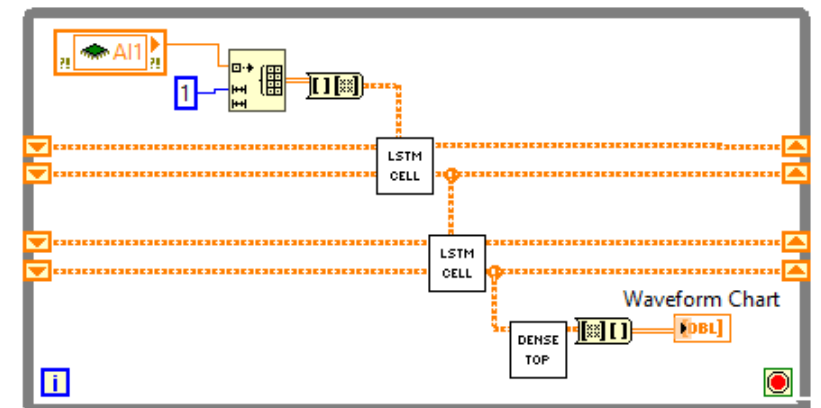 ?! AI1 ?!
1
[ ] [ ]
LSTM
CELL
LSTM
CELL
Waveform Chart
[ ] [ ]
DBL]
DENSE
TOP
i